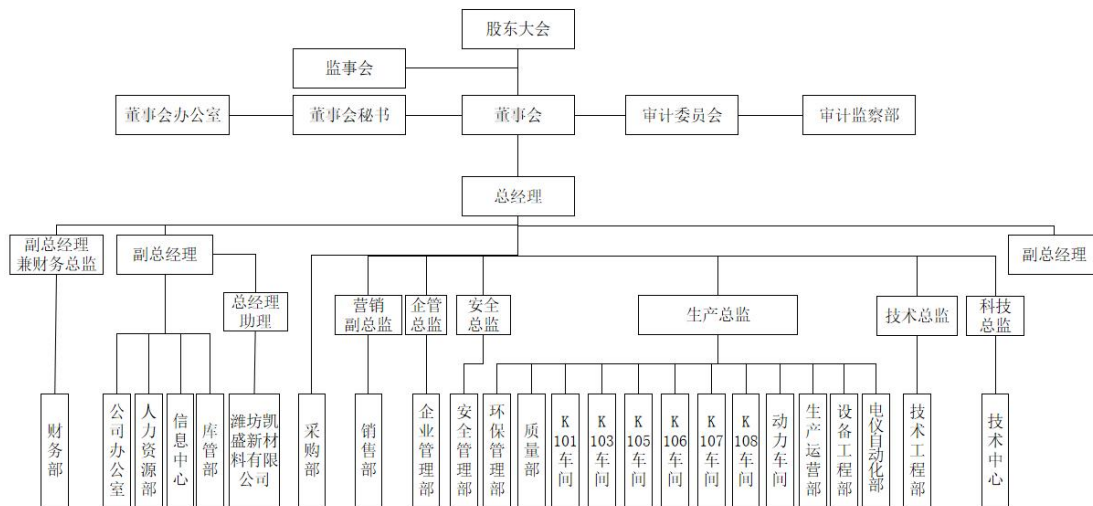 股东大会
监事会
董事会办公室
董事会秘书
董事会
审计委员会
审计监察部
总经理
副总经理
兼财务总监
副总经理
副总经理
总经理
助理
营销
副总监
企管
总监
安全
总监
生产总监
技术总监
科技
总监
财务部
公司办公室
人力资源部
信息中心
库管部
潍坊凯
盛新材
料有限
公司
采购部
销售部
企业管理部
安全管理部
环保管理部
质量部
K101车间
K103车间
K105车间
K106车间
K107车间
K108车间
动力车间
生产运营部
设备工程部
电仪自动化部
技术工程部
技术中心